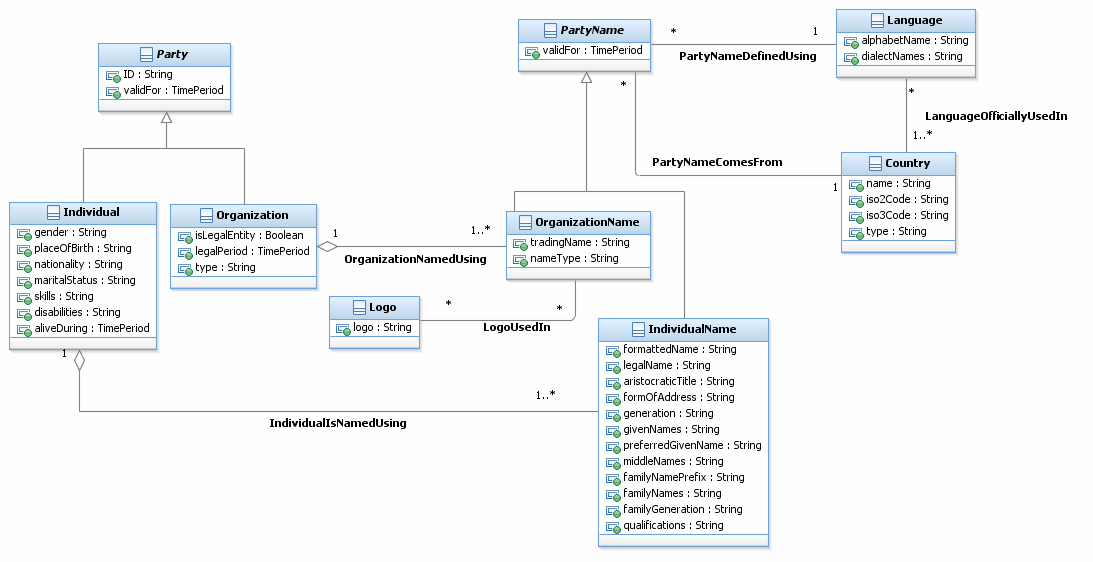 Party
ID : String
validFor : TimePeriod
PartyName
validFor : TimePeriod
*
1
PartyNameDefinedUsing
Language
alphabetName : String
dialectNames : String
*
LanguageOfficiallyUsedIn
1..*
*
PartyNameComesFrom
1
Country
name : String
iso2Code : String
iso3Code : String
type : String
Individual
gender : String
placeOfBirth : String
nationality : String
maritalStatus : String
skills : String
disabilities : String
aliveDuring : TimePeriod
Organization
isLegalEntity : Boolean
legalPeriod : TimePeriod
type : String
1
1..*
OrganizationNamedUsing
OrganizationName
tradingName : String
nameType : String
Logo
logo : String
*
*
LogoUsedIn
1
1..*
IndividualIsNamedUsing
IndividualName
formattedName : String
legalName : String
aristocraticTitle : String
formOfAddress : String
generation : String
givenNames : String
preferredGivenName : String
middleNames : String
familyNamePrefix : String
familyNames : String
familyGeneration : String
qualifications : String